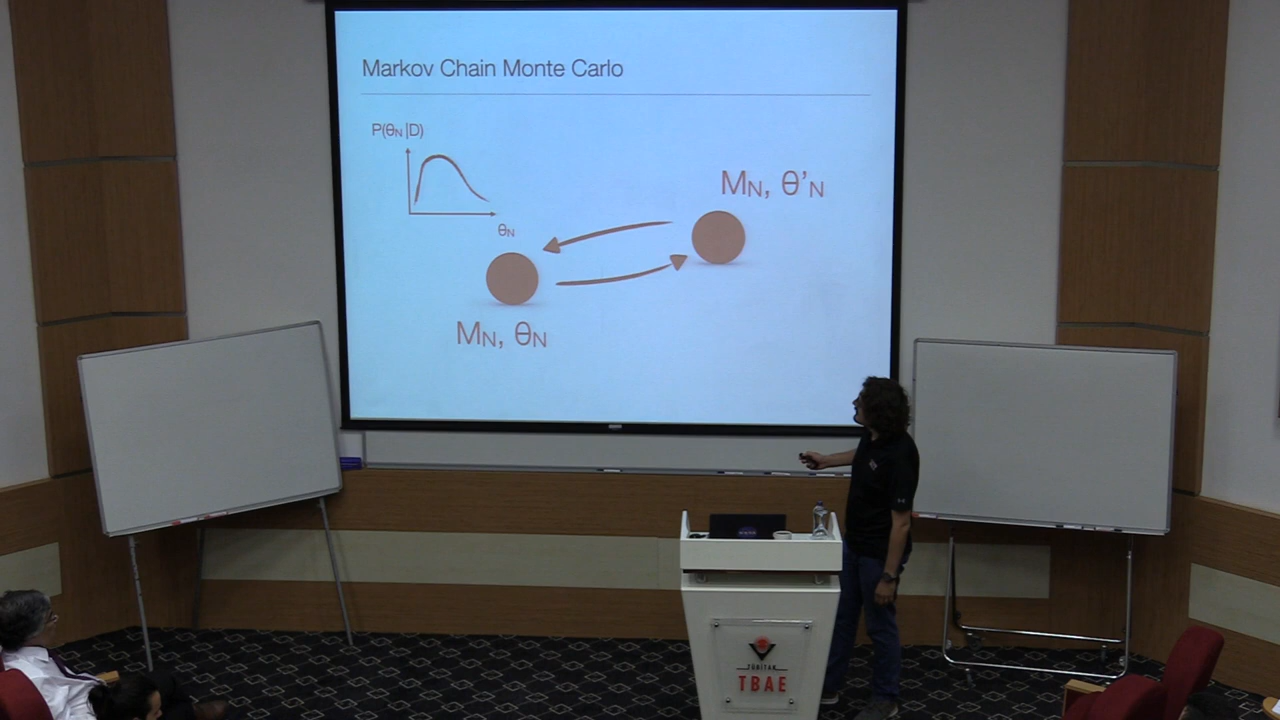 Markov Chain Monte Carlo
P(θN|D)
θN
MN, θ'N
MN, θN
TÜBİTAK
TBAE